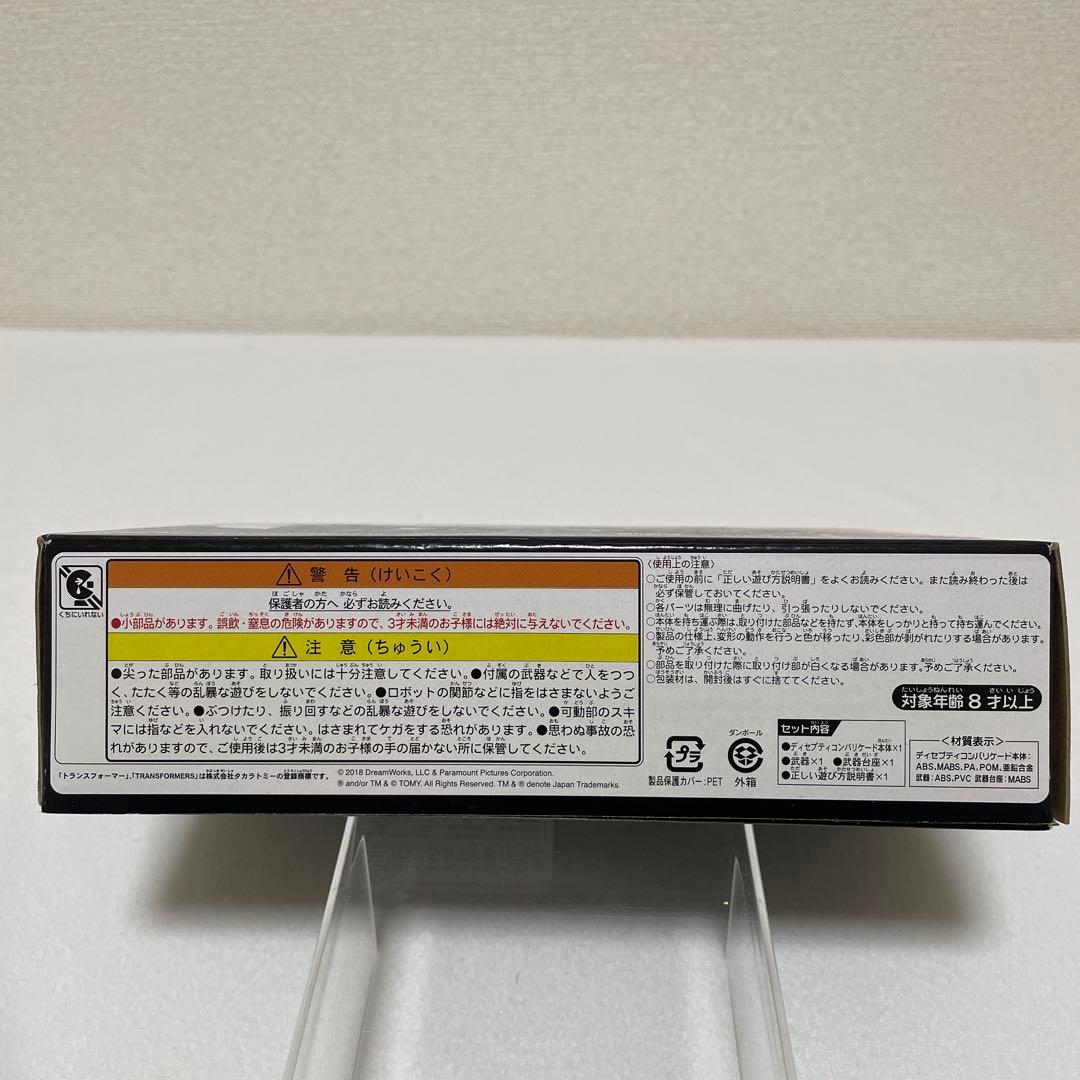 くちにいれない
警告(けいこく)
保護者の方へ 必ずお読みください。
●小部品があります。誤飲・窒息の危険がありますので、3才未満のお子様には絶対に与えないでください。
注意(ちゅうい)
●尖った部品があります。取り扱いには十分注意してください。●付属の武器などで人をつつ
く、たたく等の乱暴な遊びをしないでください。●ロボットの関節などに指をはさまないようご
注意ください。●ぶつけたり、振り回すなどの乱暴な遊びをしないでください。●可動部のスキ
マには指などを入れないでください。はさまれてケガをする恐れがあります。●思わぬ事故の恐
れがありますので、ご使用後は3才未満のお子様の手の届かない所に保管してください。
「トランスフォーマー」、「TRANSFORMERS」は株式会社タカラトミーの登録商標です。
© 2018 DreamWorks, LLC & Paramount Pictures Corporation.
® and/or TM & © TOMY. All Rights Reserved. TM & ® denote Japan Trademarks.
〈使用上の注意〉
○ご使用の前に「正しい遊び方説明書」をよくお読みください。また読み終わった後は
必ず保管しておいてください。
○各パーツは無理に曲げたり、引っ張ったりしないでください。
○本体を持ち運ぶ際は、取り付けた部品などを持たず、本体をしっかりと持って持ち運んでください。
○製品の仕様上、変形の動作を行うと色が移ったり、彩色部が剥がれたりする場合があります。
予めご了承ください。
○部品を取り付けた際に取り付け部が白くなる場合があります。予めご了承ください。
○包装材は、開封後はすぐに捨ててください。
対象年齢 8才以上
プラ
製品保護カバー:PET
ダンボール
外箱
セット内容
●ディセプティコンバリケード本体×1
●武器×1 ●武器台座×1
●正しい遊び方説明書×1
<材質表示>
ディセプティコンバリケード本体:
ABS、MABS、PA、POM、亜鉛合金
武器:ABS、PVC 武器台座:MABS